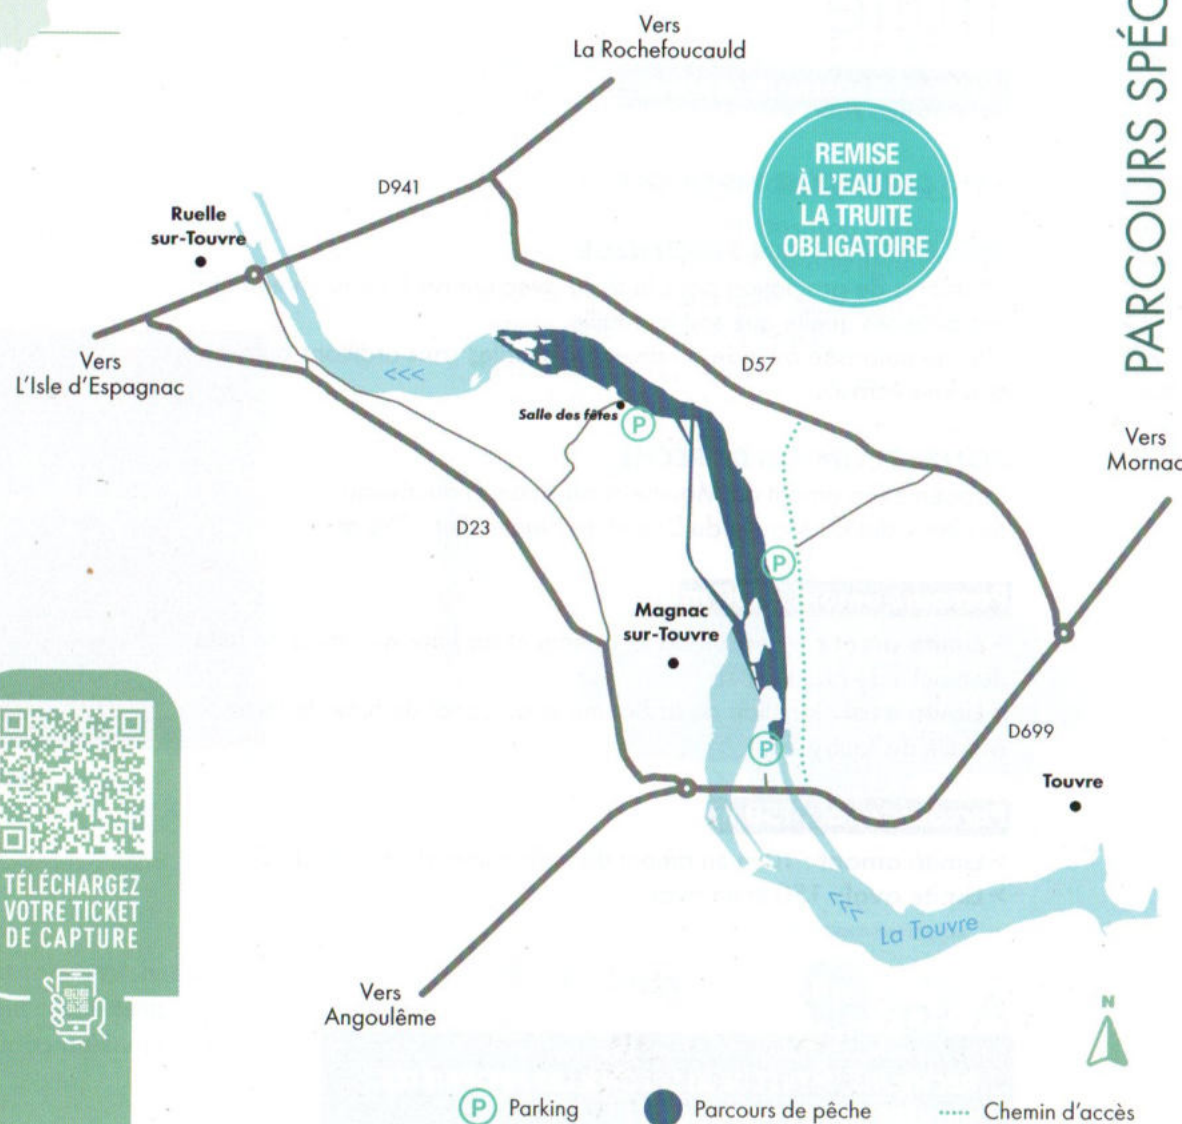 Vers
La Rochefoucauld
PARCOURS SPÉC
REMISE
À L'EAU DE
LA TRUITE
OBLIGATOIRE
D941
Ruelle
sur-Touvre
Vers
L'Isle d'Espagnac
<<<
D57
Salle des fêtes
P
Vers
Mornac
D23
P
Magnac
sur-Touvre
D699
P
Touvre
TÉLÉCHARGEZ
VOTRE TICKET
DE CAPTURE
<<<
La Touvre
Vers
Angoulême
N
P Parking
Parcours de pêche
Chemin d'accès